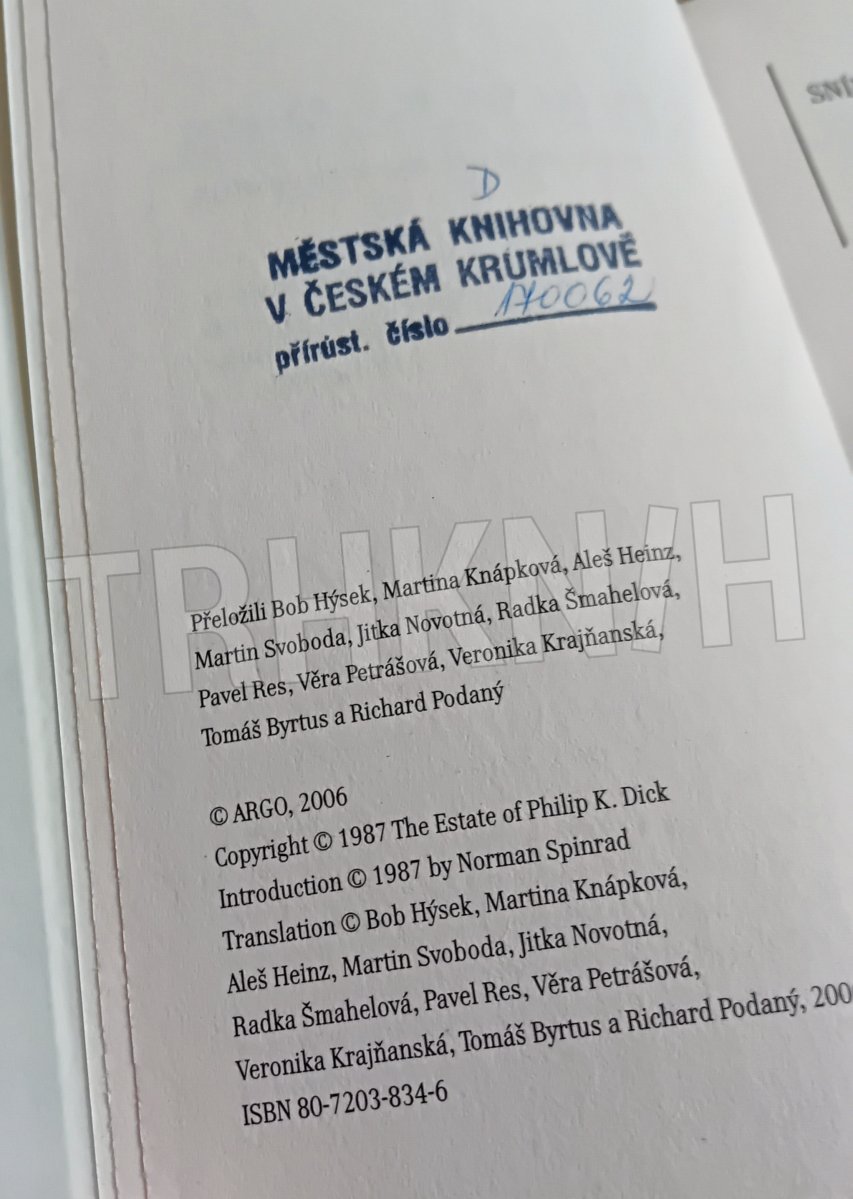 D
MĚSTSKÁ KNIHOVNA
V ČESKÉM KRUMLOVĚ
přírúst. číslo 170062
TRHKNIH
Přeložili Bob Hýsek, Martina Knápková, Aleš Heinz,
Martin Svoboda, Jitka Novotná, Radka Šmahelová,
Pavel Res, Věra Petrášová, Veronika Krajňanská,
Tomáš Byrtus a Richard Podaný
© ARGO, 2006
Copyright © 1987 The Estate of Philip K. Dick
Introduction © 1987 by Norman Spinrad
Translation © Bob Hýsek, Martina Knápková,
Aleš Heinz, Martin Svoboda, Jitka Novotná,
Radka Šmahelová, Pavel Res, Věra Petrášová,
Veronika Krajňanská, Tomáš Byrtus a Richard Podaný, 200
ISBN 80-7203-834-6